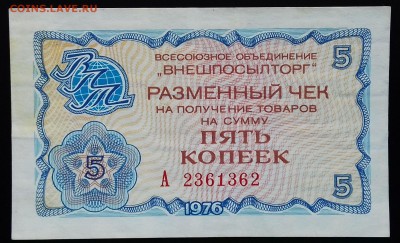 COINS.LAVE.RU
ВПТ
ВСЕСОЮЗНОЕ ОБЪЕДИНЕНИЕ
5
„ВНЕШПОСЫЛТОРГ"
РАЗМЕННЫЙ ЧЕК
НА ПОЛУЧЕНИЕ ТОВАРОВ
НА СУММУ
ПЯТЬ
КОПЕЕК
5
А 2361362
5
1976